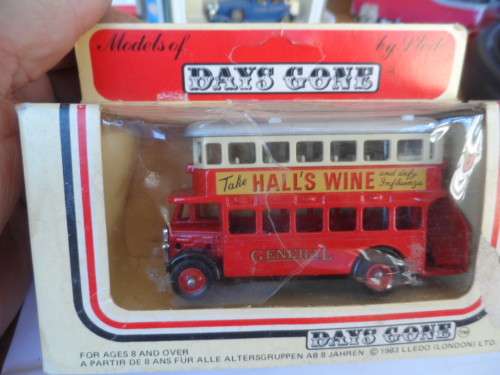 Models of
by Lledo
DAYS GONE
Take HALL'S WINE and defy Influenza
GENERAL
DAYS GONE
FOR AGES 8 AND OVER
A PARTIR DE 8 ANS FÜR ALLE ALTERSGRUPPEN AB 8 JAHREN © 1983 LLEDO (LONDON) LTD.